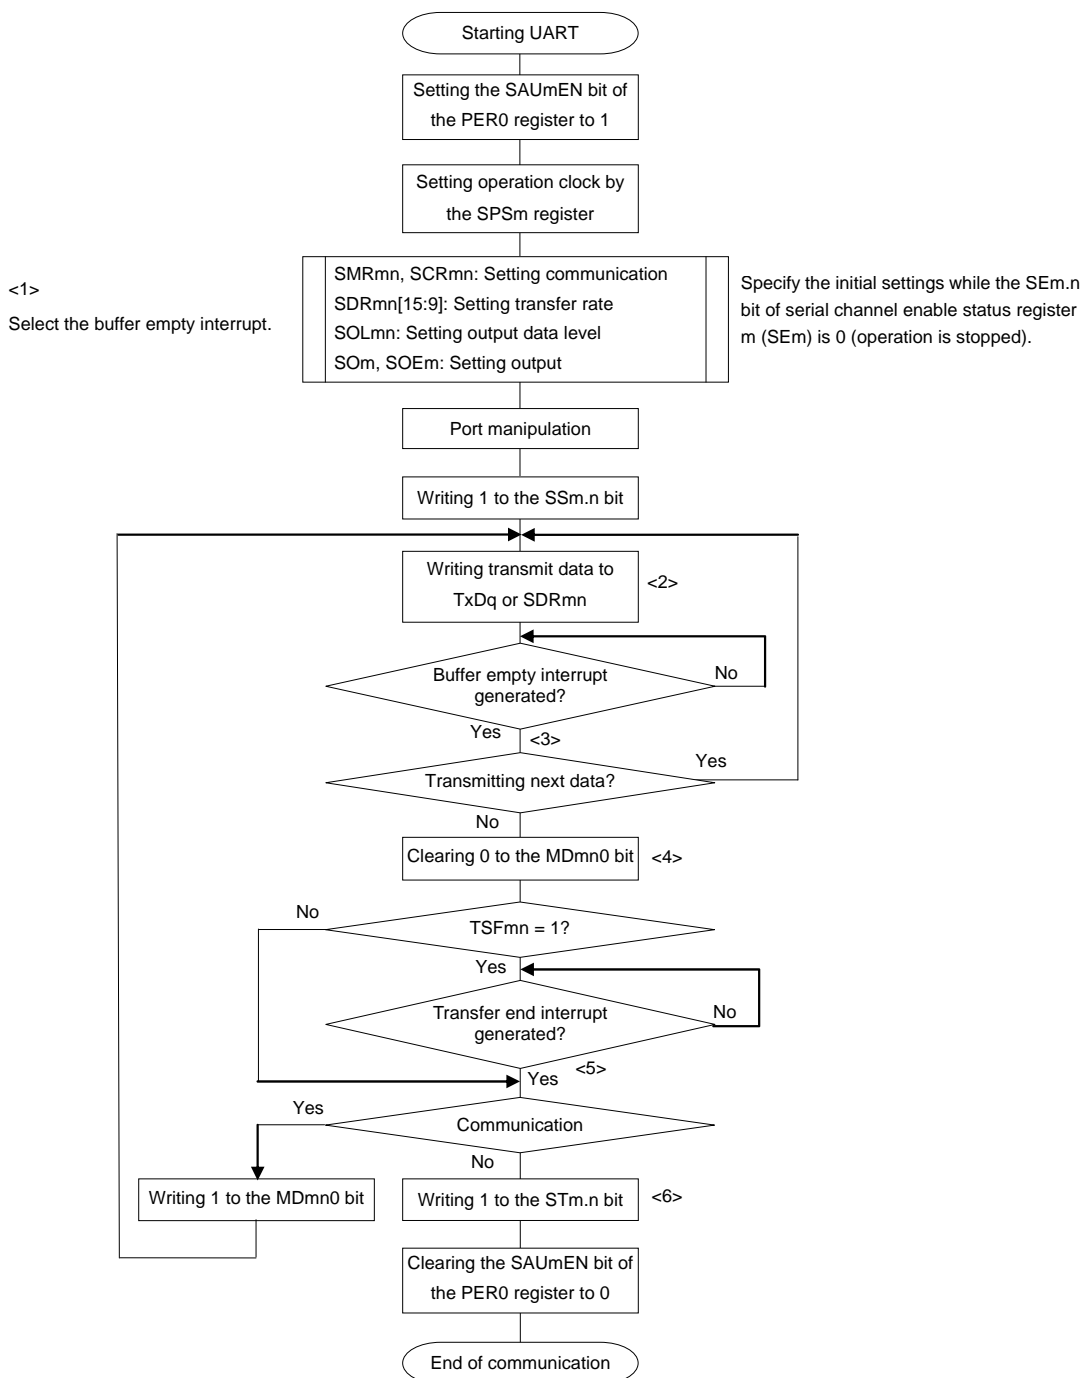 Starting UART
Setting the SAUmEN bit of
the PER0 register to 1
Setting operation clock by
the SPSm register
<1>
Select the buffer empty interrupt.
SMRmn, SCRmn: Setting communication
SDRmn[15:9]: Setting transfer rate
SOLmn: Setting output data level
SOm, SOEm: Setting output
Specify the initial settings while the SEm.n
bit of serial channel enable status register
m (SEm) is 0 (operation is stopped).
Port manipulation
Writing 1 to the SSm.n bit
Writing transmit data to
TxDq or SDRmn
<2>
Buffer empty interrupt
generated?
No
Yes
<3>
Transmitting next data?
Yes
No
Clearing 0 to the MDmn0 bit
<4>
No
TSFmn = 1?
Yes
Transfer end interrupt
generated?
No
<5>
Yes
Yes
Communication
No
Writing 1 to the MDmn0 bit
Writing 1 to the STm.n bit
<6>
Clearing the SAUmEN bit of
the PER0 register to 0
End of communication